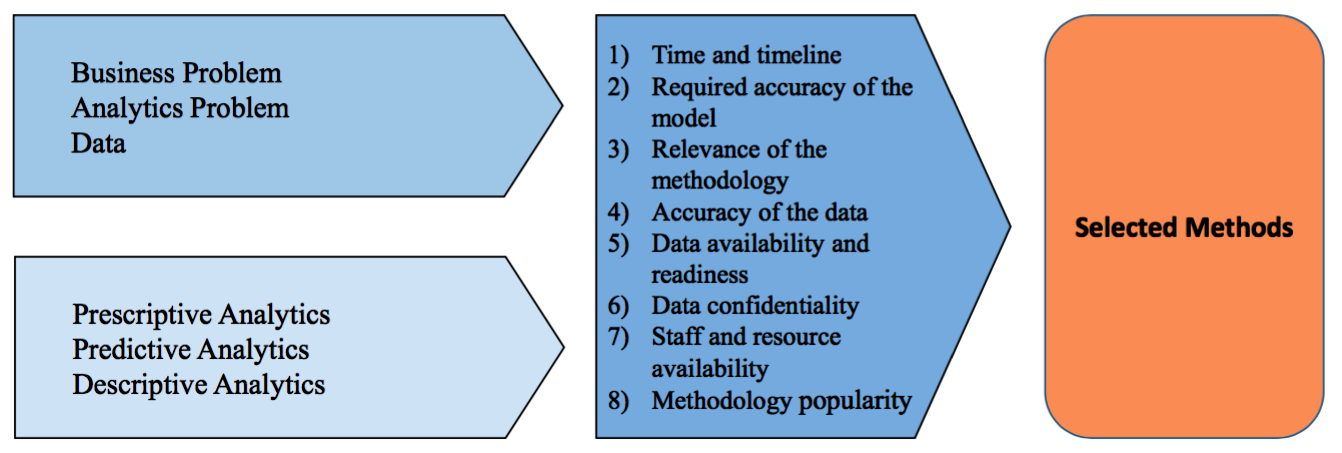 Business Problem
Analytics Problem
Data
Prescriptive Analytics
Predictive Analytics
Descriptive Analytics
1) Time and timeline
2) Required accuracy of the
model
3) Relevance of the
methodology
4) Accuracy of the data
5) Data availability and
readiness
6) Data confidentiality
7) Staff and resource
availability
8) Methodology popularity
Selected Methods